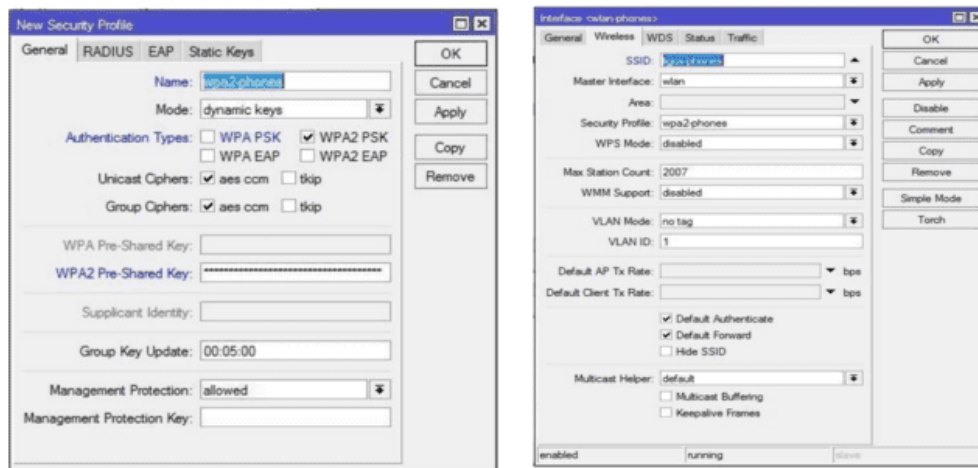 New Security Profile
General RADIUS EAP Static Keys
Name: wpa2-phones
Mode: dynamic keys
Authentication Types: WPA PSK WPA2 PSK
WPA EAP WPA2 EAP
Unicast Ciphers: aes ccm tkip
Group Ciphers: aes ccm tkip
WPA Pre-Shared Key:
WPA2 Pre-Shared Key: ****************************************
Supplicant Identity:
Group Key Update: 00:05:00
Management Protection: allowed
Management Protection Key:
OK
Cancel
Apply
Copy
Remove
Interface <wlan-phones>
General Wireless WDS Status Traffic
SSID:
Master Interface: wlan
Area:
Security Profile: wpa2-phones
WPS Mode: disabled
Max Station Count: 2007
WMM Support: disabled
VLAN Mode: no tag
VLAN ID: 1
Default AP Tx Rate: bps
Default Client Tx Rate: bps
Default Authenticate
Default Forward
Hide SSID
Multicast Helper: default
Multicast Buffering
Keepalive Frames
OK
Cancel
Apply
Disable
Comment
Copy
Remove
Simple Mode
Torch
enabled running slave